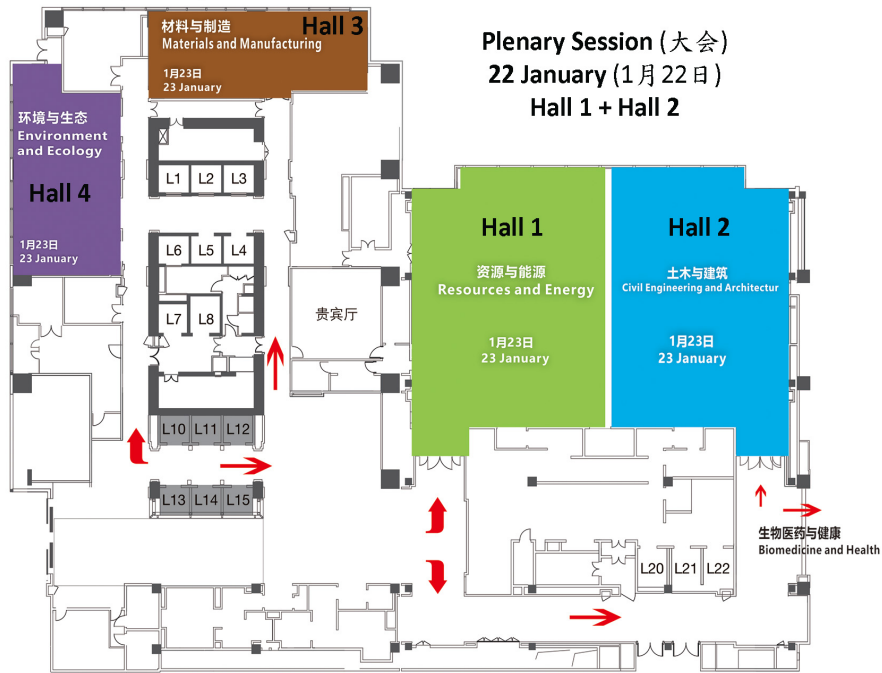 Plenary Session (大会)
22 January (1月22日)
Hall 1 + Hall 2
材料与制造
Hall 3
Materials and Manufacturing
1月23日
23 January
环境与生态
Environment
and Ecology
Hall 4
1月23日
23 January
L1 L2 L3
L6 L5 L4
L7 L8
贵宾厅
Hall 1
资源与能源
Resources and Energy
1月23日
23 January
Hall 2
土木与建筑
Civil Engineering and Architectur
1月23日
23 January
L10 L11 L12
L13 L14 L15
生物医药与健康
Biomedicine and Health
L20 L21 L22